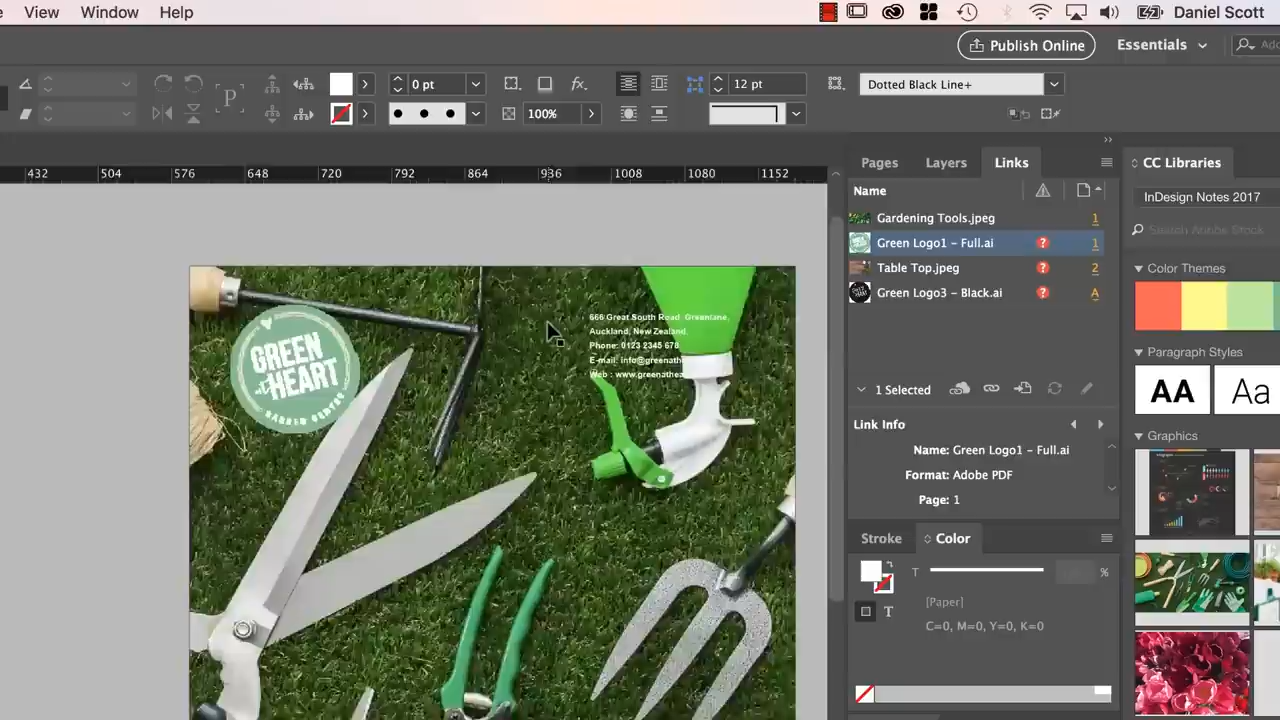 View Window Help Daniel Scott
Publish Online Essentials
0 pt 12 pt Dotted Black Line+
P 100%
Pages Layers Links CC Libraries
432 504 576 648 720 792 864 936 1008 1080 1152
Name
InDesign Notes 2017
Gardening Tools.jpeg 1
Search Adobe Stock
Green Logo1 - Full.ai ? 1
Table Top.jpeg ? 2
Color Themes
Green Logo3 - Black.ai ? A
666 Great South Road Greenlane,
Auckland, New Zealand,
Phone: 0123 2345 678
E-mail: info@greenath
Web : www.greenathea
GREEN
at HEART
GARDEN CENTRE
Paragraph Styles
1 Selected
AA Aa
Link Info
Graphics
Name: Green Logo1 - Full.ai
Format: Adobe PDF
Page: 1
Stroke Color
T %
[Paper]
T
C=0, M=0, Y=0, K=0